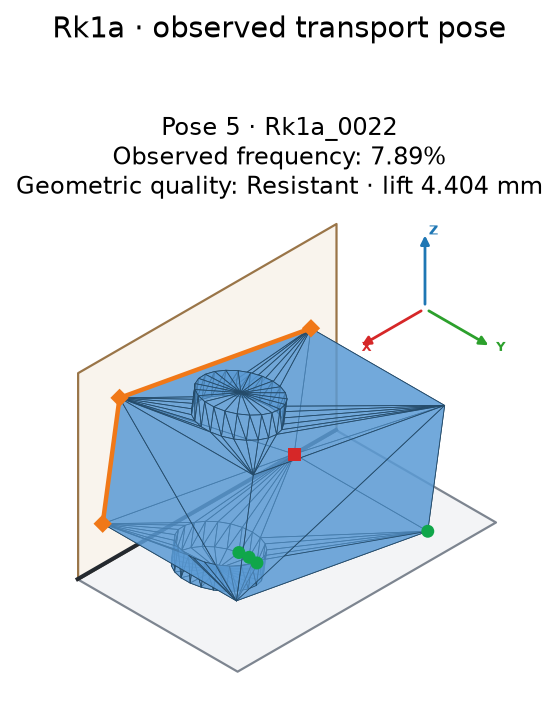 Rk1a · observed transport pose
Pose 5 · Rk1a_0022
Observed frequency: 7.89%
Geometric quality: Resistant · lift 4.404 mm
Z
X
Y